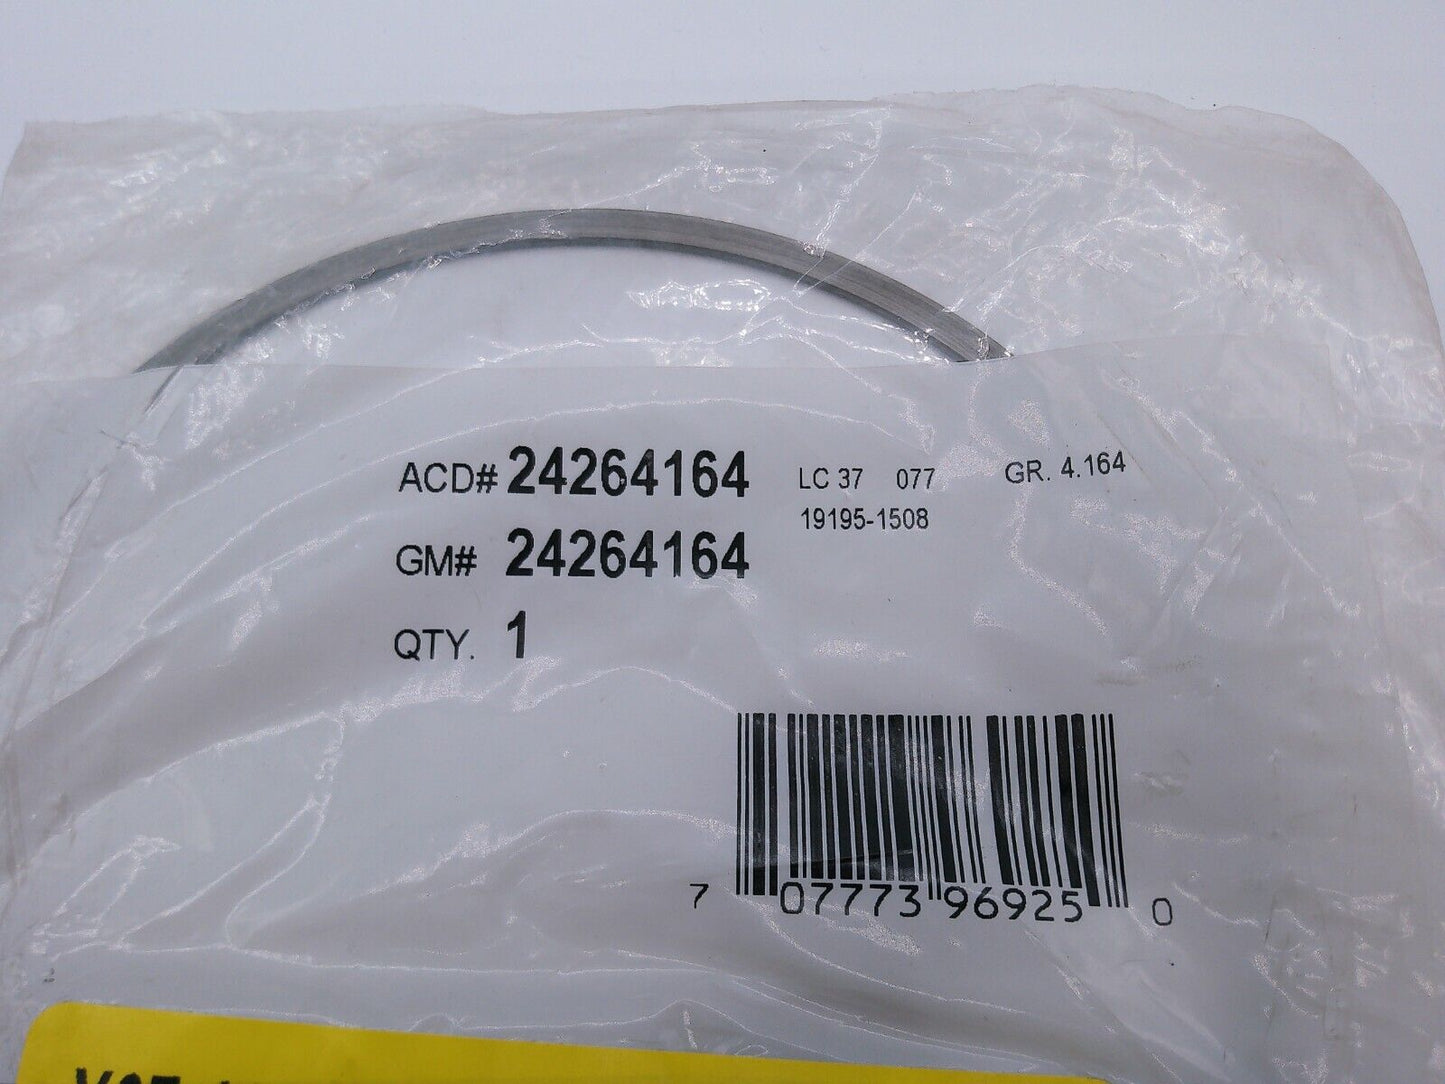 ACD# 24264164 LC 37 077 GR. 4.164
19195-1508
GM# 24264164
QTY. 1
7 07773 96925 0